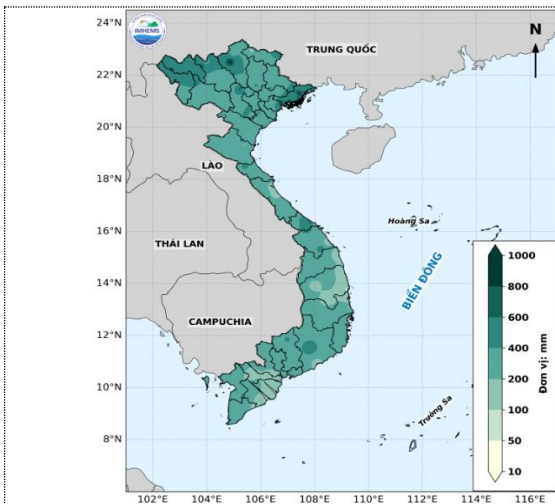 24°N
22°N
20°N
18°N
16°N
14°N
12°N
10°N
8°N
IMHEMS
TRUNG QUỐC
N
LÀO
Hoàng Sa
THÁI LAN
BIỂN ĐÔNG
CAMPUCHIA
Trường Sa
1000
800
600
400
200
100
50
10
Đơn vị: mm
102°E 104°E 106°E 108°E 110°E 112°E 114°E 116°E